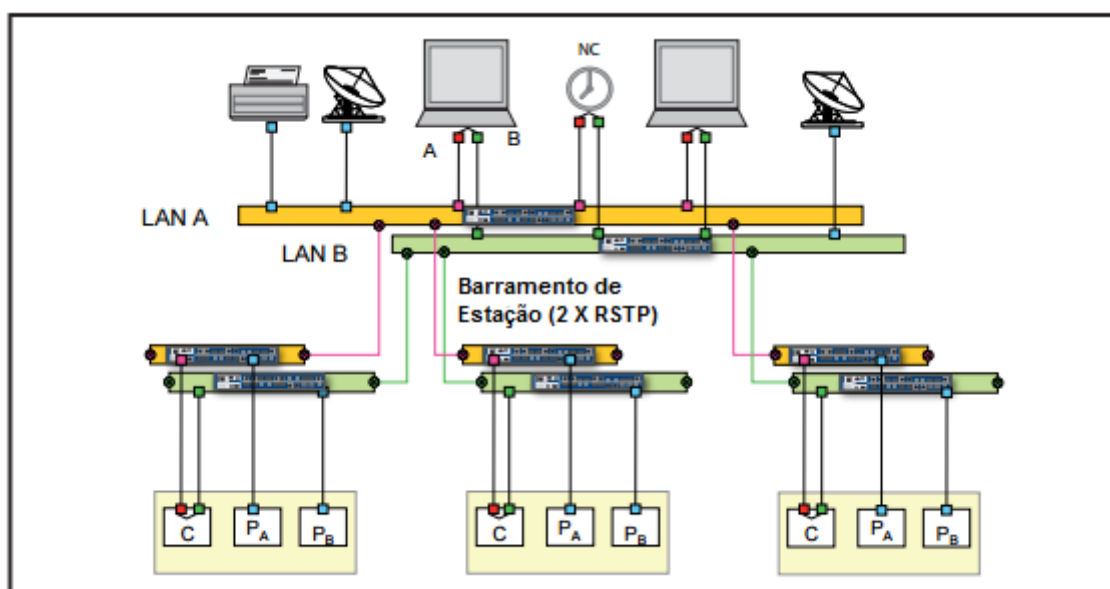 NC
A B
LAN A
LAN B
Barramento de
Estação (2 X RSTP)
C PA PB C PA PB C PA PB